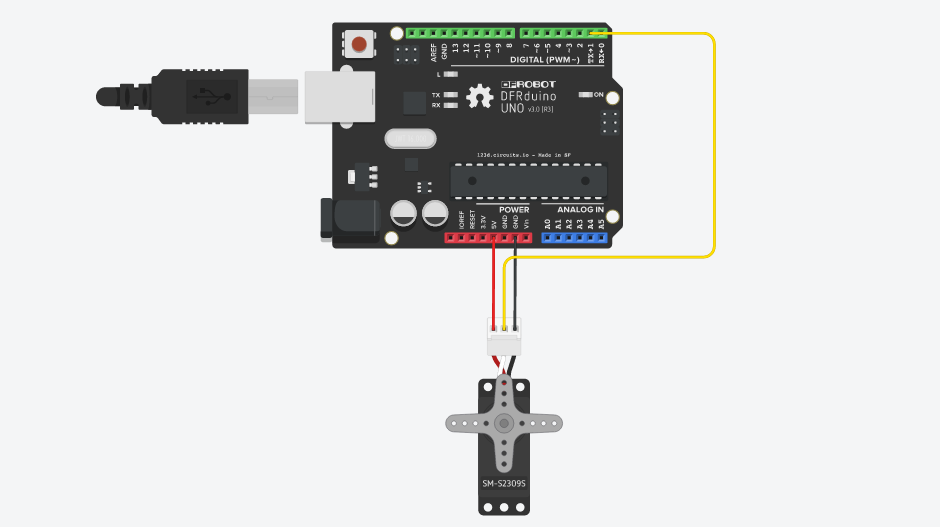 AREF
GND
13
12
~11
~10
~9
8
7
~6
~5
4
~3
2
TX→1
RX←0
DIGITAL (PWM~)
L
TX
RX
DFROBOT
DFRduino
UNO v3.0 [R3]
ON
123d.circuits.io - Made in SF
POWER
ANALOG IN
IOREF
RESET
3.3V
5V
GND
GND
Vin
A0
A1
A2
A3
A4
A5
SM-S2309S